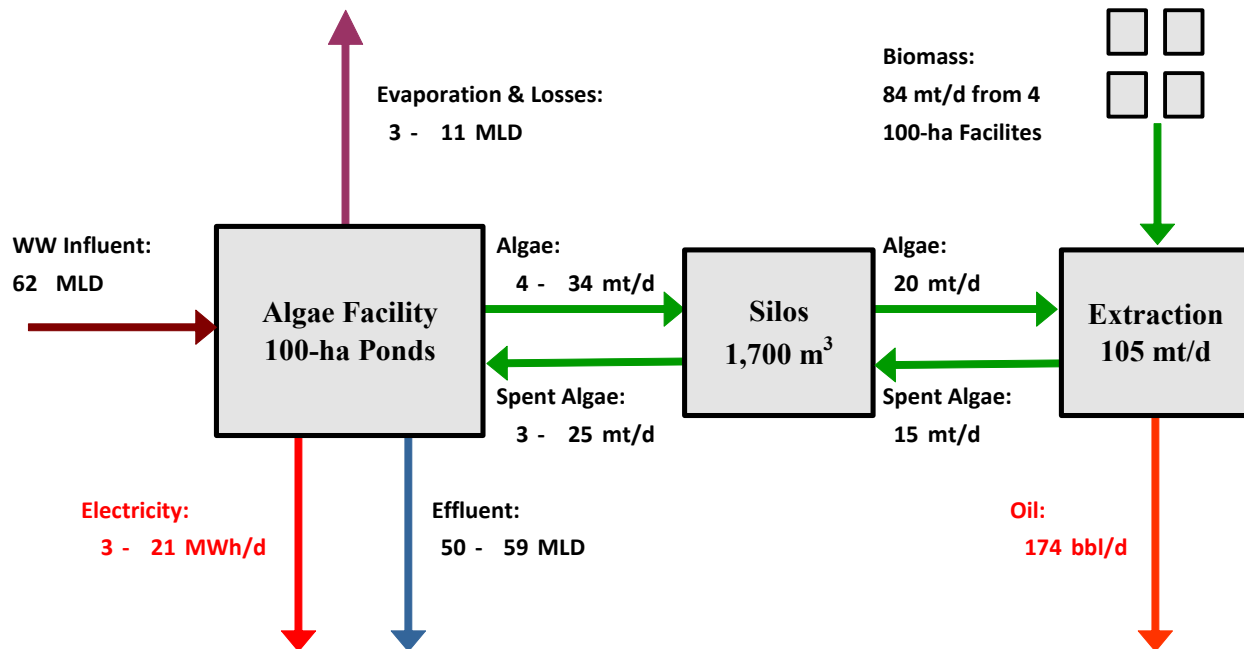 Biomass:
84 mt/d from 4
100-ha Facilites
Evaporation & Losses:
3 - 11 MLD
WW Influent:
62 MLD
Algae Facility
100-ha Ponds
Algae:
4 - 34 mt/d
Spent Algae:
3 - 25 mt/d
Silos
1,700 m³
Algae:
20 mt/d
Spent Algae:
15 mt/d
Extraction
105 mt/d
Electricity:
3 - 21 MWh/d
Effluent:
50 - 59 MLD
Oil:
174 bbl/d